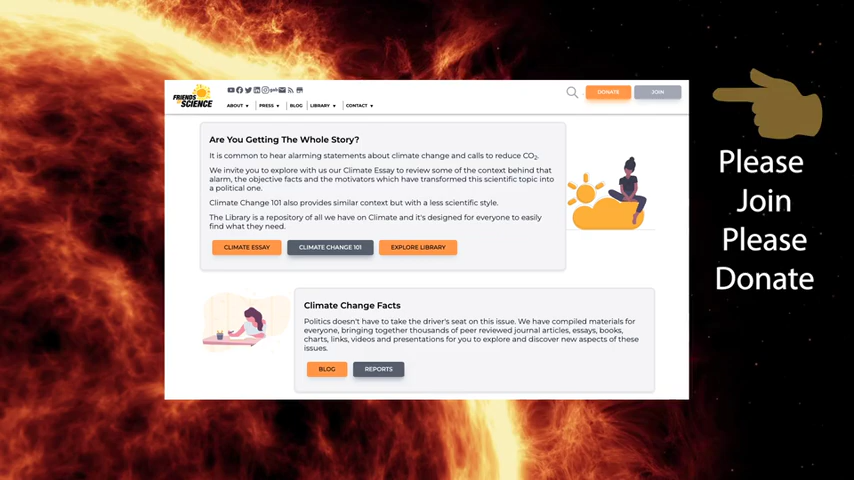 FRIENDS
OF SCIENCE
ABOUT
PRESS
BLOG
LIBRARY
CONTACT
DONATE
JOIN
Are You Getting The Whole Story?
It is common to hear alarming statements about climate change and calls to reduce CO2.
We invite you to explore with us our Climate Essay to review some of the context behind that
alarm, the objective facts and the motivators which have transformed this scientific topic into
a political one.
Climate Change 101 also provides similar context but with a less scientific style.
The Library is a repository of all we have on Climate and it's designed for everyone to easily
find what they need.
CLIMATE ESSAY
CLIMATE CHANGE 101
EXPLORE LIBRARY
Climate Change Facts
Politics doesn't have to take the driver's seat on this issue. We have compiled materials for
everyone, bringing together thousands of peer reviewed journal articles, essays, books,
charts, links, videos and presentations for you to explore and discover new aspects of these
issues.
BLOG
REPORTS
Please
Join
Please
Donate